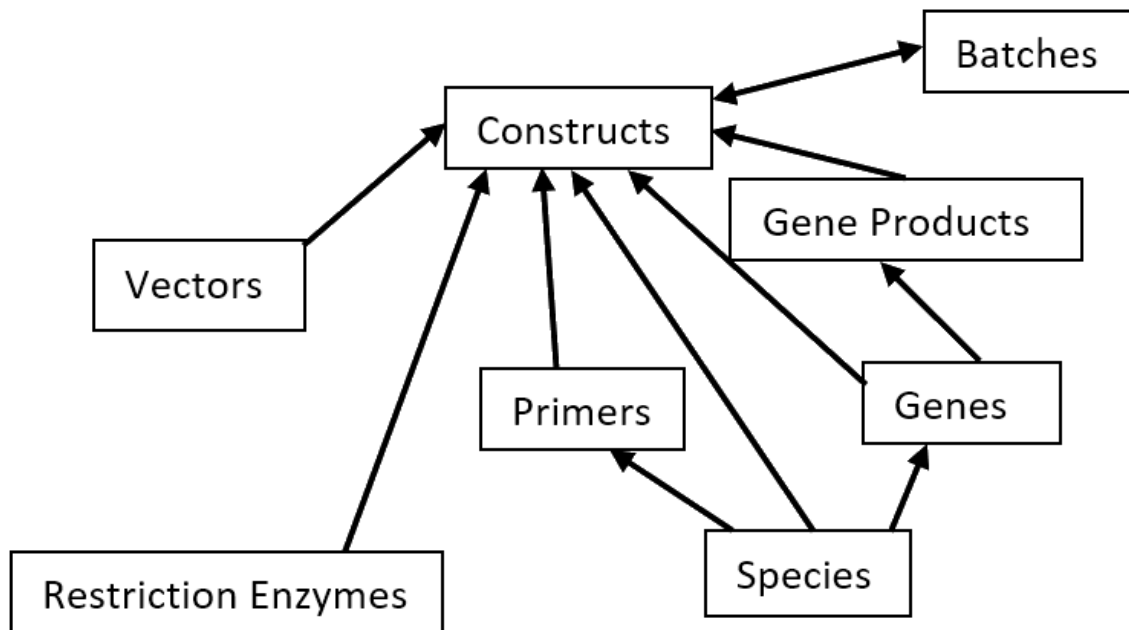 Batches
Constructs
Gene Products
Vectors
Primers
Genes
Species
Restriction Enzymes